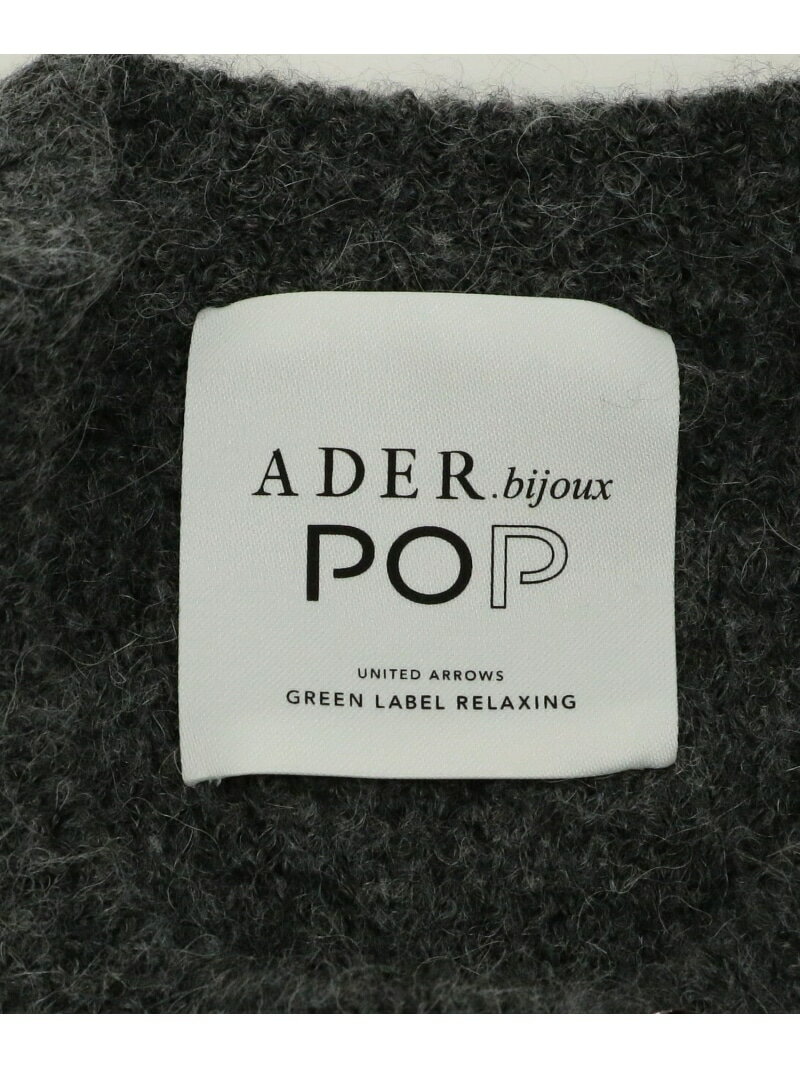 ADER.bijoux
POP
UNITED ARROWS
GREEN LABEL RELAXING